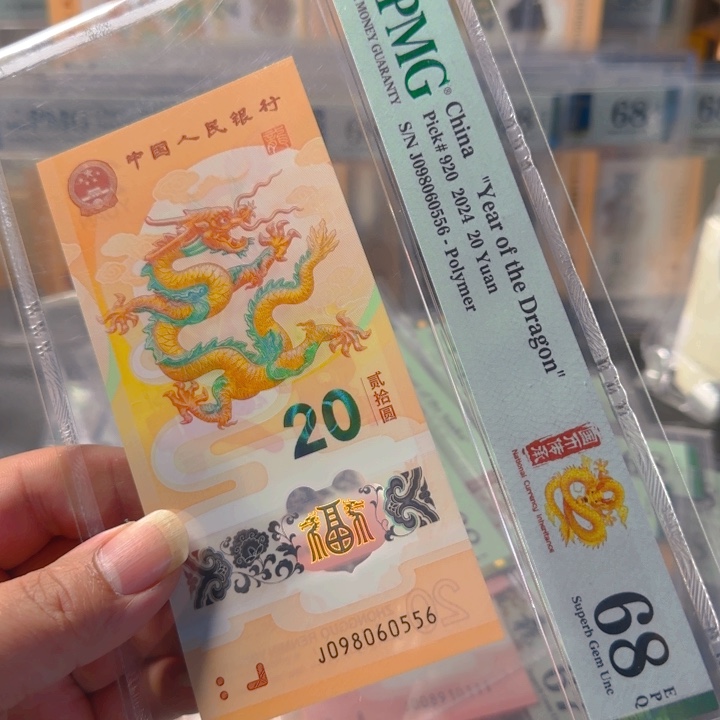 中国人民银行
20
贰拾圆
福
J098060556
PMG®
MONEY GUARANTY
China "Year of the Dragon"
Pick# 920 2024 20 Yuan
S/N J098060556 - Polymer
国币传承
National Currency Inheritance
68 EPQ
Superb Gem Unc
68